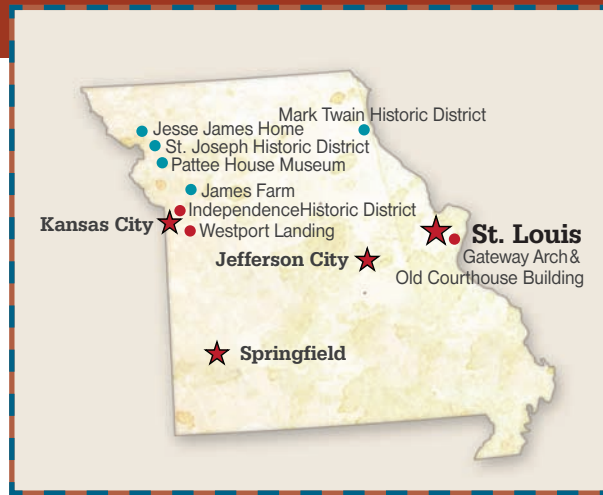 Mark Twain Historic District
Jesse James Home
St. Joseph Historic District
Pattee House Museum
James Farm
IndependenceHistoric District
Kansas City
Westport Landing
St. Louis
Jefferson City
Gateway Arch &
Old Courthouse Building
Springfield